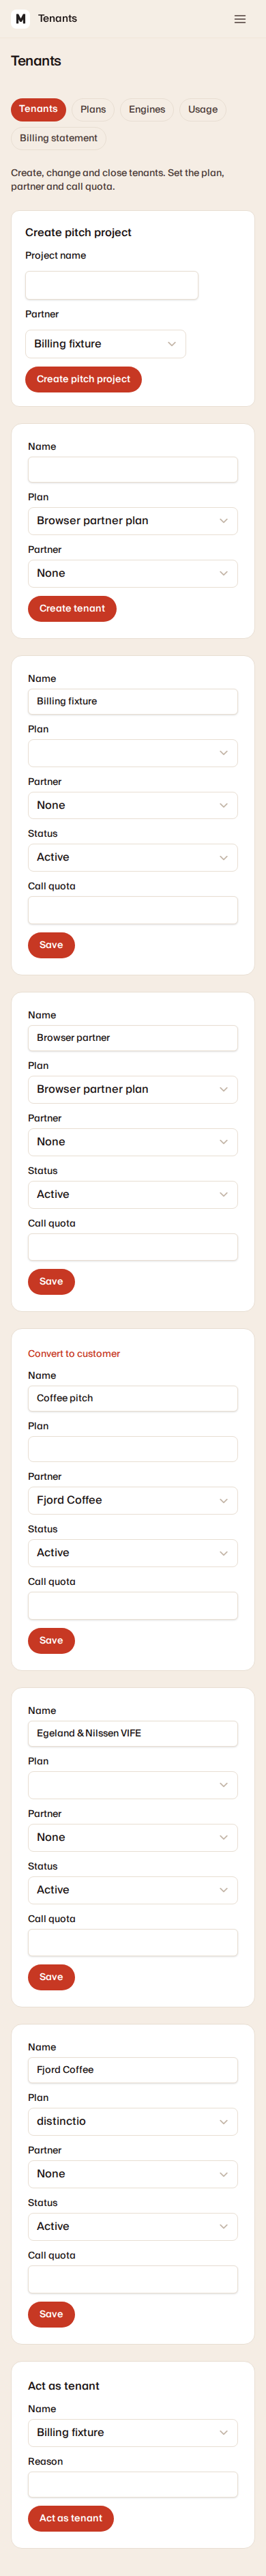 M Tenants
Tenants
Tenants Plans Engines Usage
Billing statement
Create, change and close tenants. Set the plan,
partner and call quota.
Create pitch project
Project name
Partner
Billing fixture
Create pitch project
Name
Plan
Browser partner plan
Partner
None
Create tenant
Name
Billing fixture
Plan
Partner
None
Status
Active
Call quota
Save
Name
Browser partner
Plan
Browser partner plan
Partner
None
Status
Active
Call quota
Save
Convert to customer
Name
Coffee pitch
Plan
Partner
Fjord Coffee
Status
Active
Call quota
Save
Name
Egeland & Nilssen VIFE
Plan
Partner
None
Status
Active
Call quota
Save
Name
Fjord Coffee
Plan
distinctio
Partner
None
Status
Active
Call quota
Save
Act as tenant
Name
Billing fixture
Reason
Act as tenant